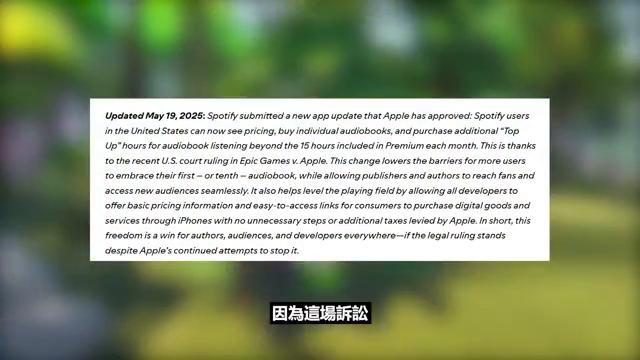 Updated May 19, 2025: Spotify submitted a new app update that Apple has approved: Spotify users
in the United States can now see pricing, buy individual audiobooks, and purchase additional “Top
Up” hours for audiobook listening beyond the 15 hours included in Premium each month. This is thanks
to the recent U.S. court ruling in Epic Games v. Apple. This change lowers the barriers for more users
to embrace their first — or tenth — audiobook, while allowing publishers and authors to reach fans and
access new audiences seamlessly. It also helps level the playing field by allowing all developers to
offer basic pricing information and easy-to-access links for consumers to purchase digital goods and
services through iPhones with no unnecessary steps or additional taxes levied by Apple. In short, this
freedom is a win for authors, audiences, and developers everywhere—if the legal ruling stands
despite Apple’s continued attempts to stop it.
因為這場訴訟